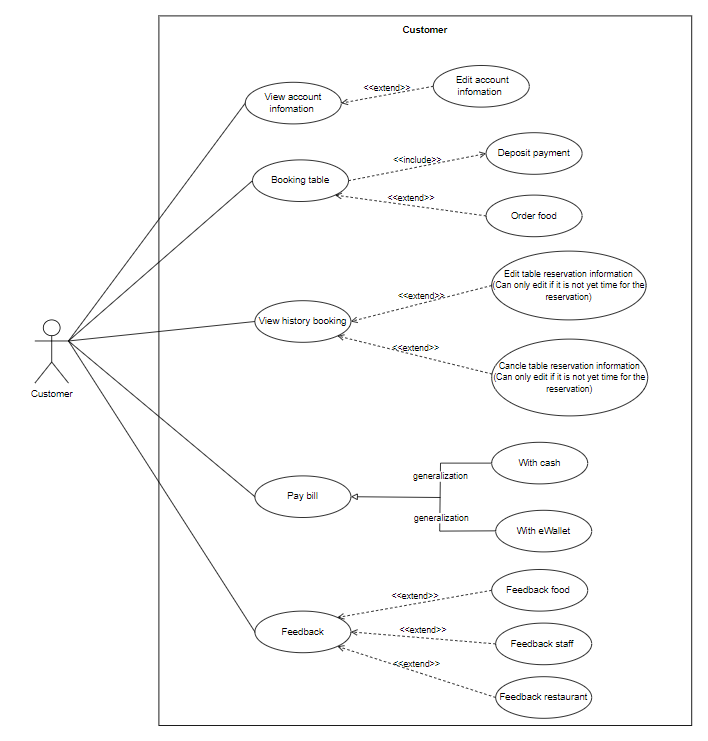 Customer
View account
infomation
<<extend>>
Edit account
infomation
Booking table
<<include>>
Deposit payment
<<extend>>
Order food
View history booking
<<extend>>
Edit table reservation information
(Can only edit if it is not yet time for the
reservation)
<<extend>>
Cancle table reservation information
(Can only edit if it is not yet time for the
reservation)
Customer
Pay bill
generalization
With cash
generalization
With eWallet
Feedback
<<extend>>
Feedback food
<<extend>>
Feedback staff
<<extend>>
Feedback restaurant